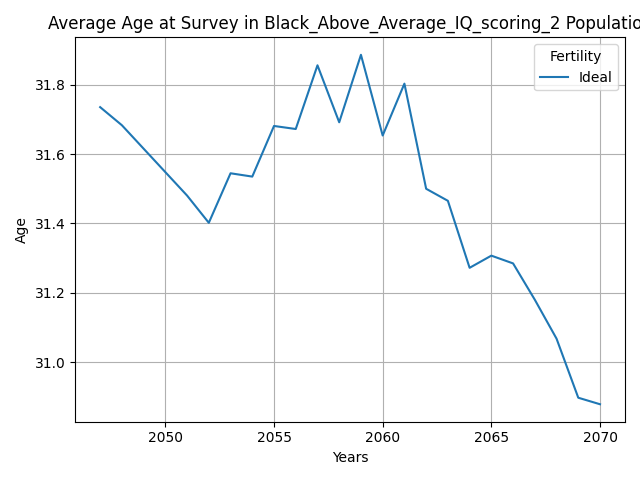 Average Age at Survey in Black_Above_Average_IQ_scoring_2 Populatio
Fertility
Ideal
31.8
31.6
31.4
31.2
31.0
Age
2050 2055 2060 2065 2070
Years